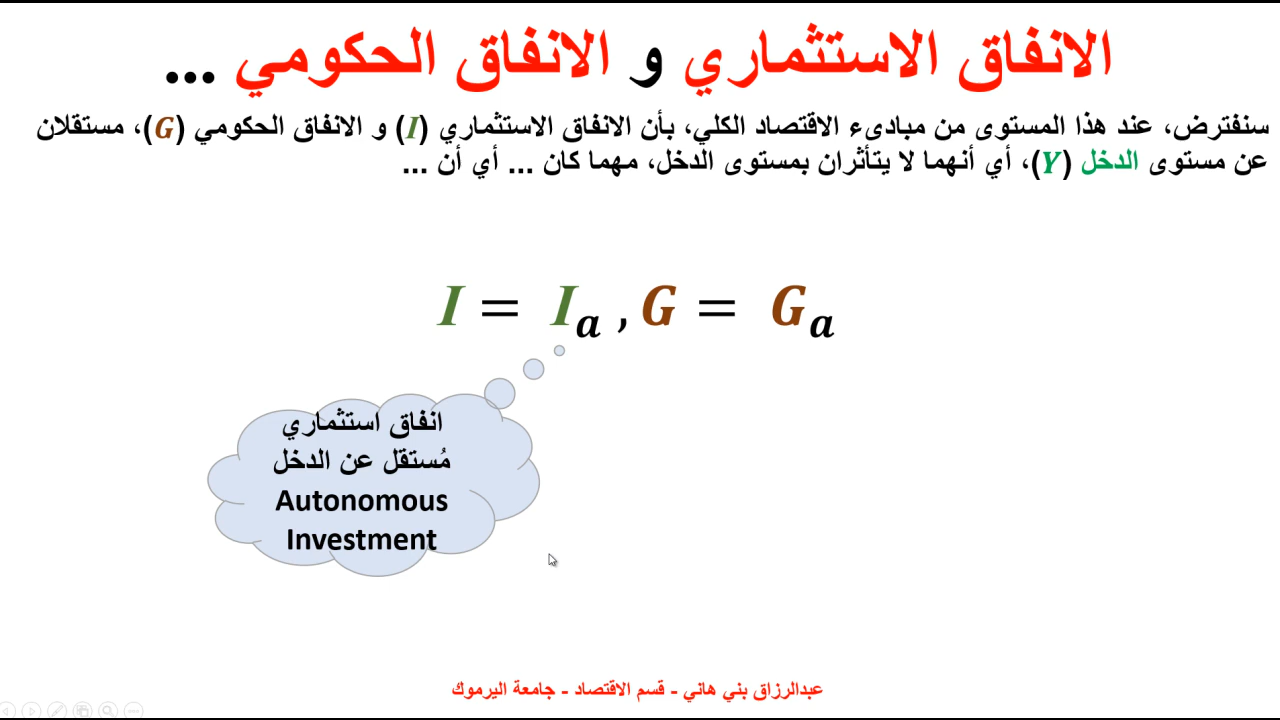 الانفاق الاستثماري و الانفاق الحكومي ...
سنفترض، عند هذا المستوى من مبادىء الاقتصاد الكلي، بأن الانفاق الاستثماري (I) و الانفاق الحكومي (G)، مستقلان
عن مستوى الدخل (Y)، أي أنهما لا يتأثران بمستوى الدخل، مهما كان ... أي أن ...
I = Iₐ , G = Gₐ
انفاق استثماري
مُستقل عن الدخل
Autonomous
Investment
عبدالرزاق بني هاني - قسم الاقتصاد - جامعة اليرموك